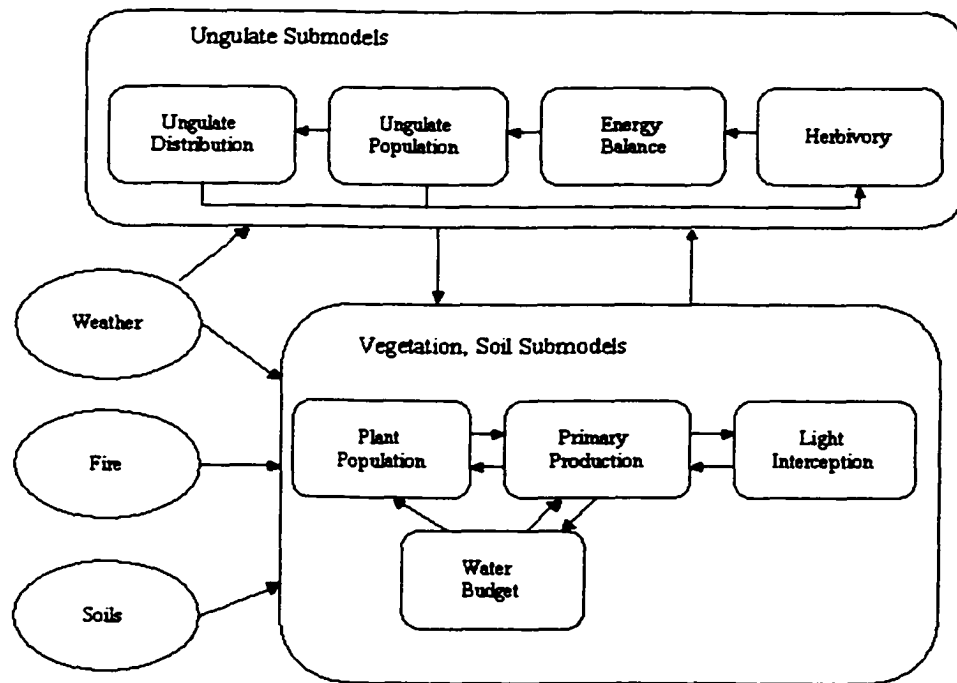 Ungulate Submodels
Ungulate
Distribution
Ungulate
Population
Energy
Balance
Herbivory
Weather
Vegetation, Soil Submodels
Fire
Plant
Population
Primary
Production
Light
Interception
Water
Budget
Soils